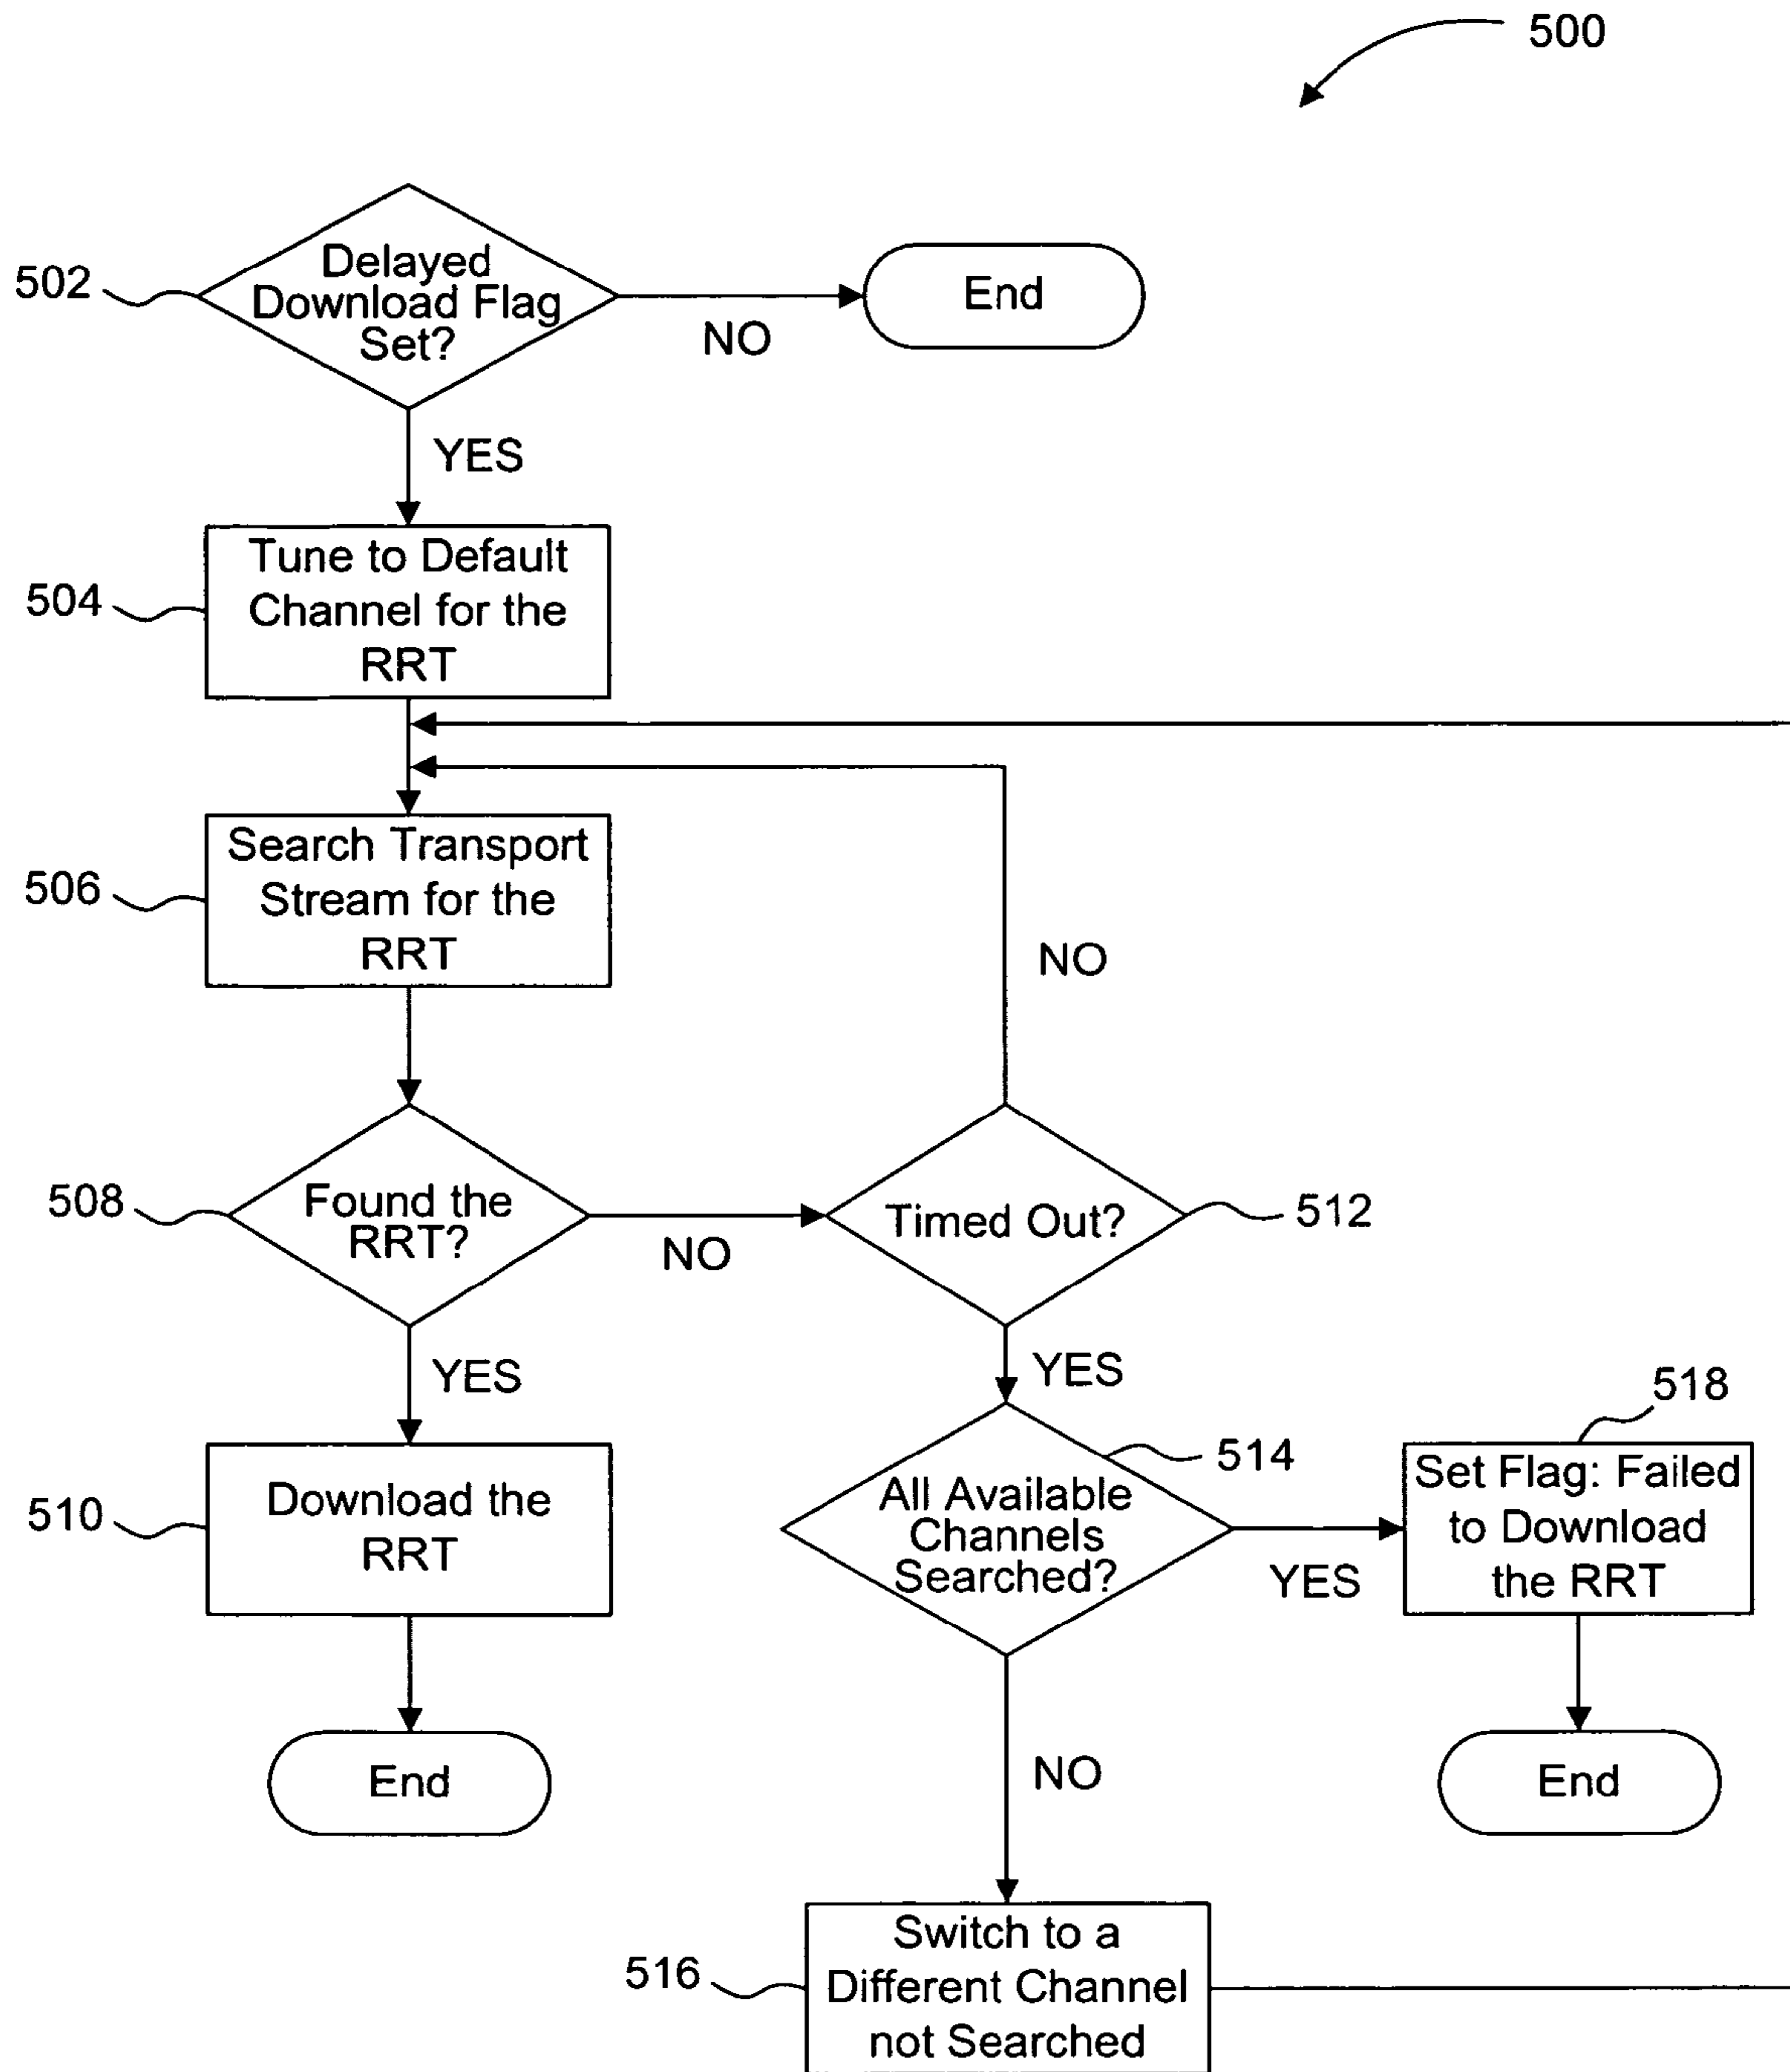 500
502
Delayed
Download Flag
Set?
NO
End
YES
504
Tune to Default
Channel for the
RRT
506
Search Transport
Stream for the
RRT
NO
508
Found the
RRT?
NO
Timed Out?
512
YES
YES
510
Download the
RRT
514
All Available
Channels
Searched?
YES
518
Set Flag: Failed
to Download
the RRT
End
NO
End
516
Switch to a
Different Channel
not Searched